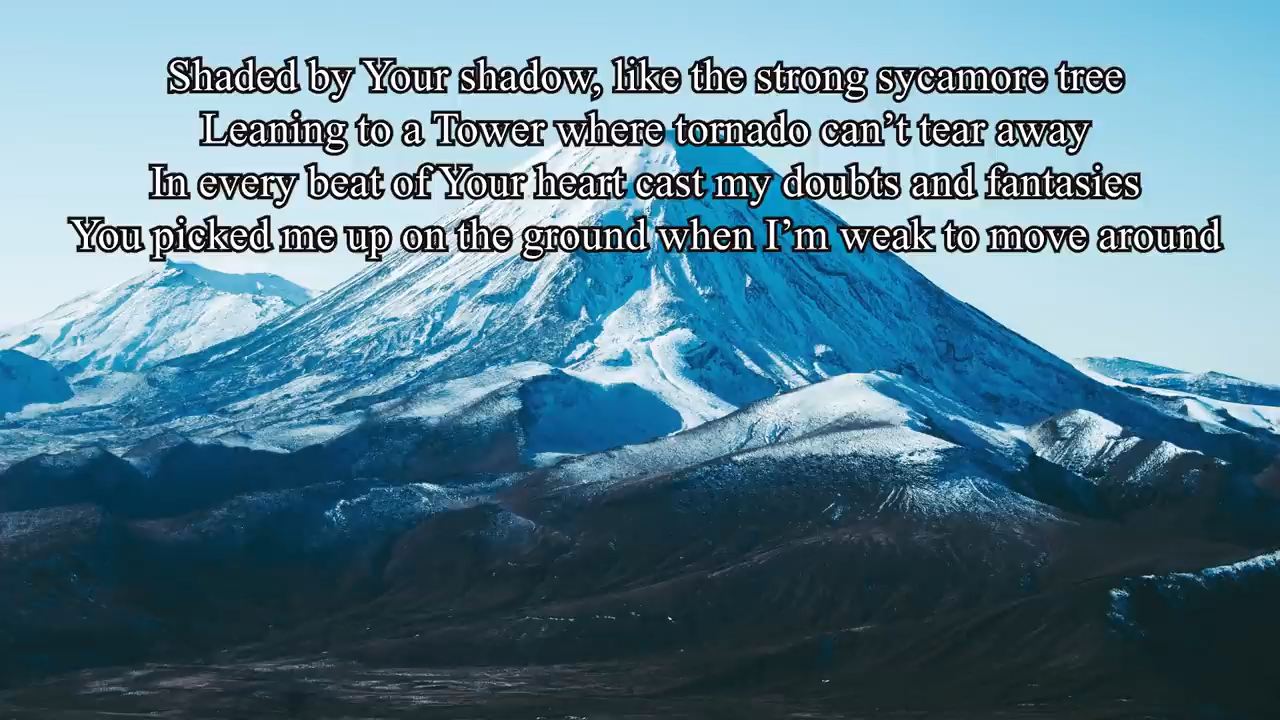 Shaded by Your shadow, like the strong sycamore tree
Leaning to a Tower where tornado can’t tear away
In every beat of Your heart cast my doubts and fantasies
You picked me up on the ground when I’m weak to move around